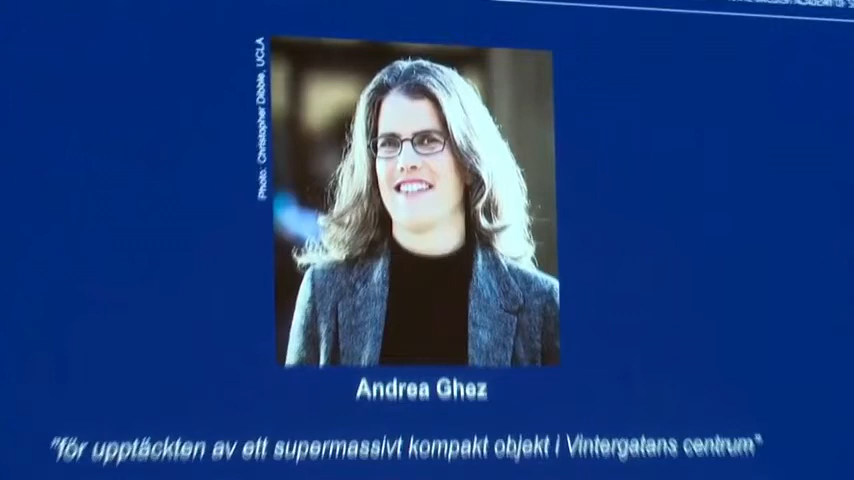 Photo: Christopher Dibble, UCLA
Andrea Ghez
"för upptäckten av ett supermassivt kompakt objekt i Vintergatans centrum"